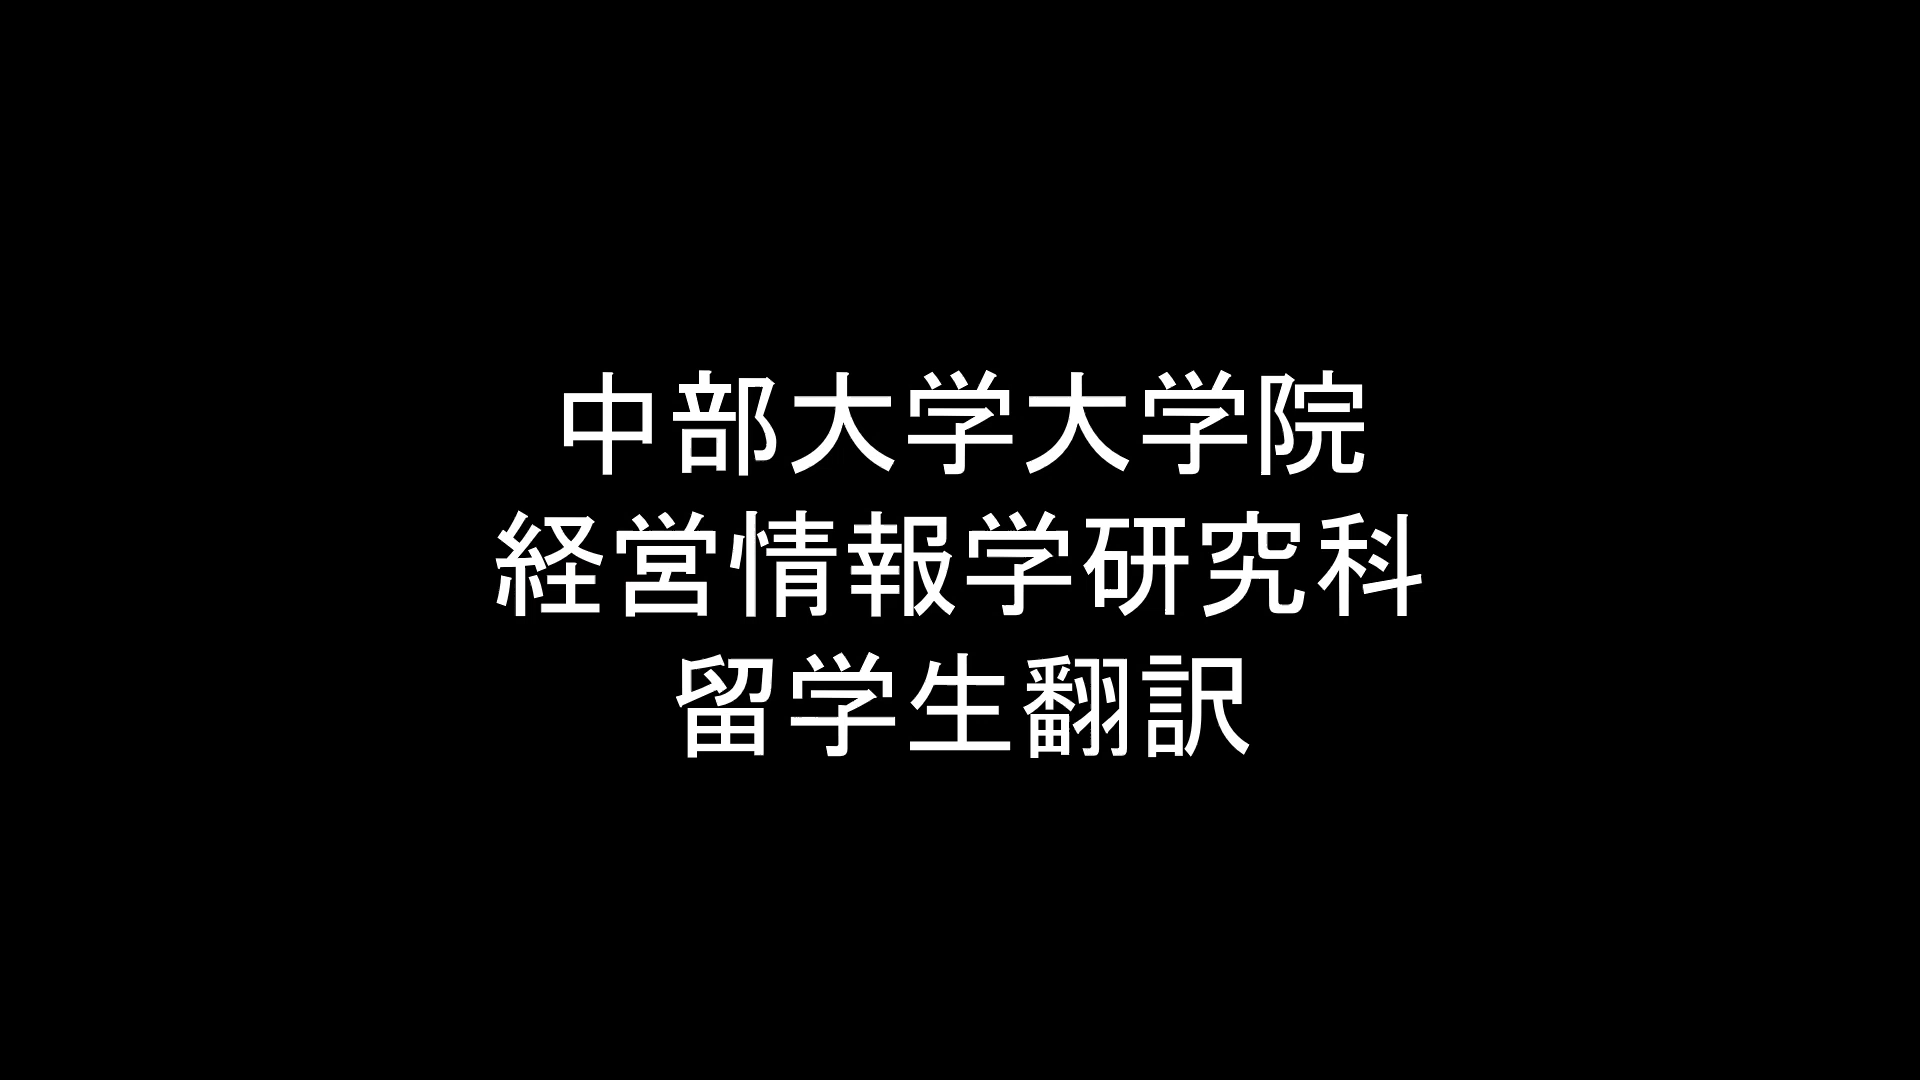 中部大学大学院
経営情報学研究科
留学生翻訳